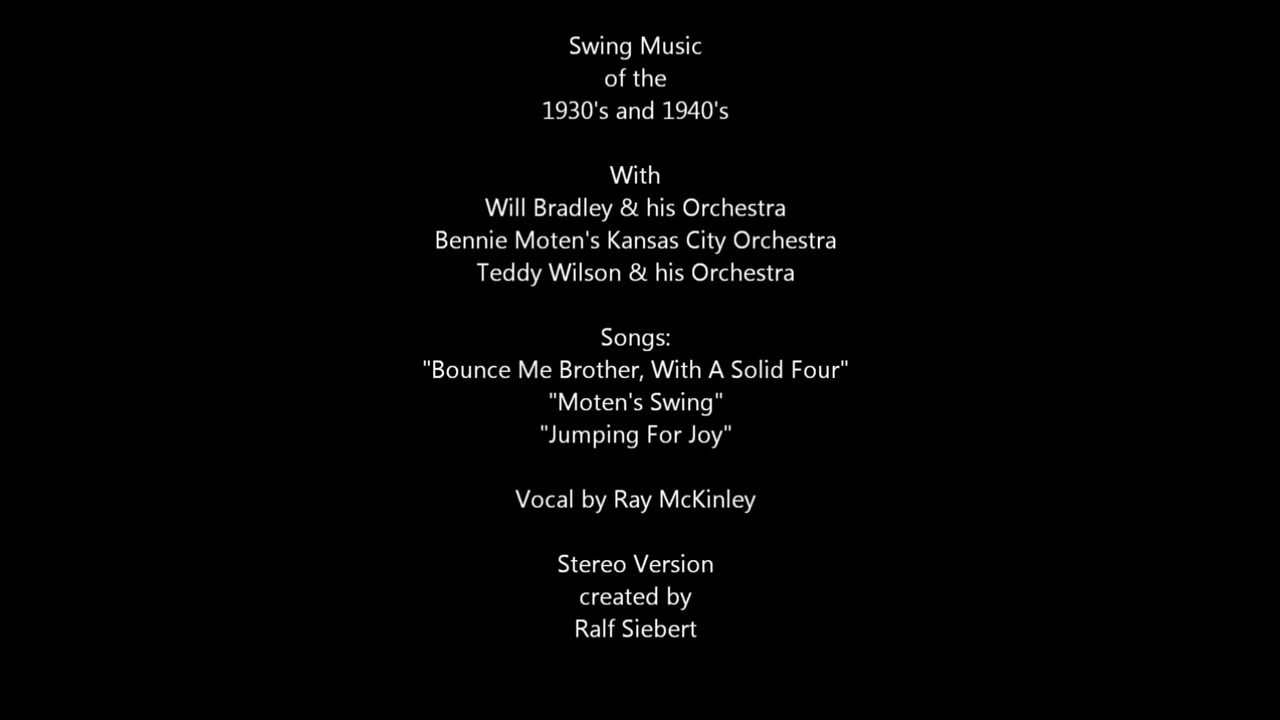 Swing Music
of the
1930's and 1940's
With
Will Bradley & his Orchestra
Bennie Moten's Kansas City Orchestra
Teddy Wilson & his Orchestra
Songs:
"Bounce Me Brother, With A Solid Four"
"Moten's Swing"
"Jumping For Joy"
Vocal by Ray McKinley
Stereo Version
created by
Ralf Siebert